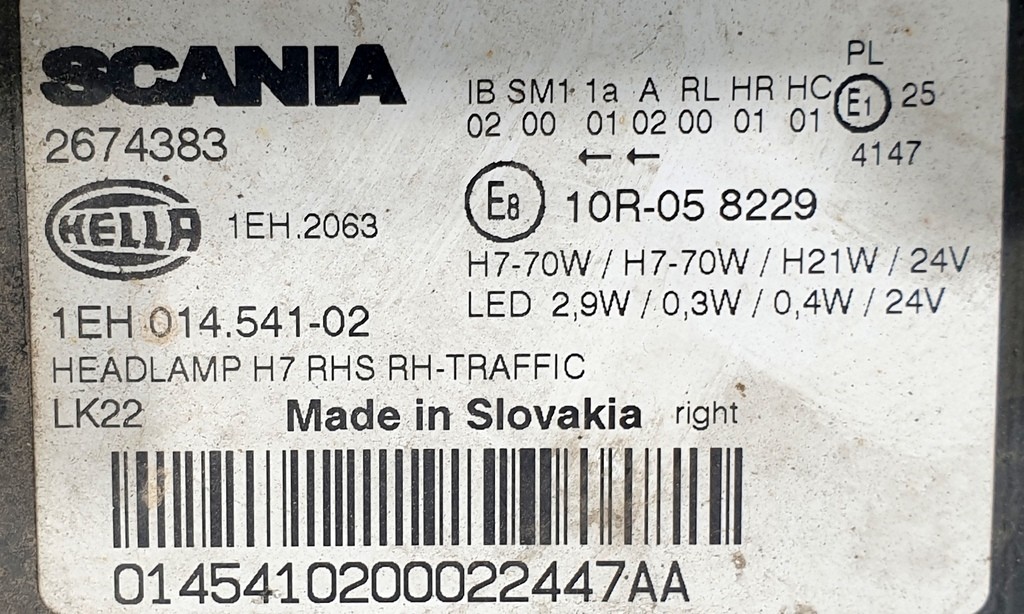 SCANIA
2674383
HELLA 1EH.2063
1EH 014.541-02
HEADLAMP H7 RHS RH-TRAFFIC
LK22 Made in Slovakia right
PL
IB SM1 1a A RL HR HC E1 25
02 00 01 02 00 01 01
← ← 4147
E8 10R-05 8229
H7-70W / H7-70W / H21W / 24V
LED 2,9W / 0,3W / 0,4W / 24V
0145410200022447AA